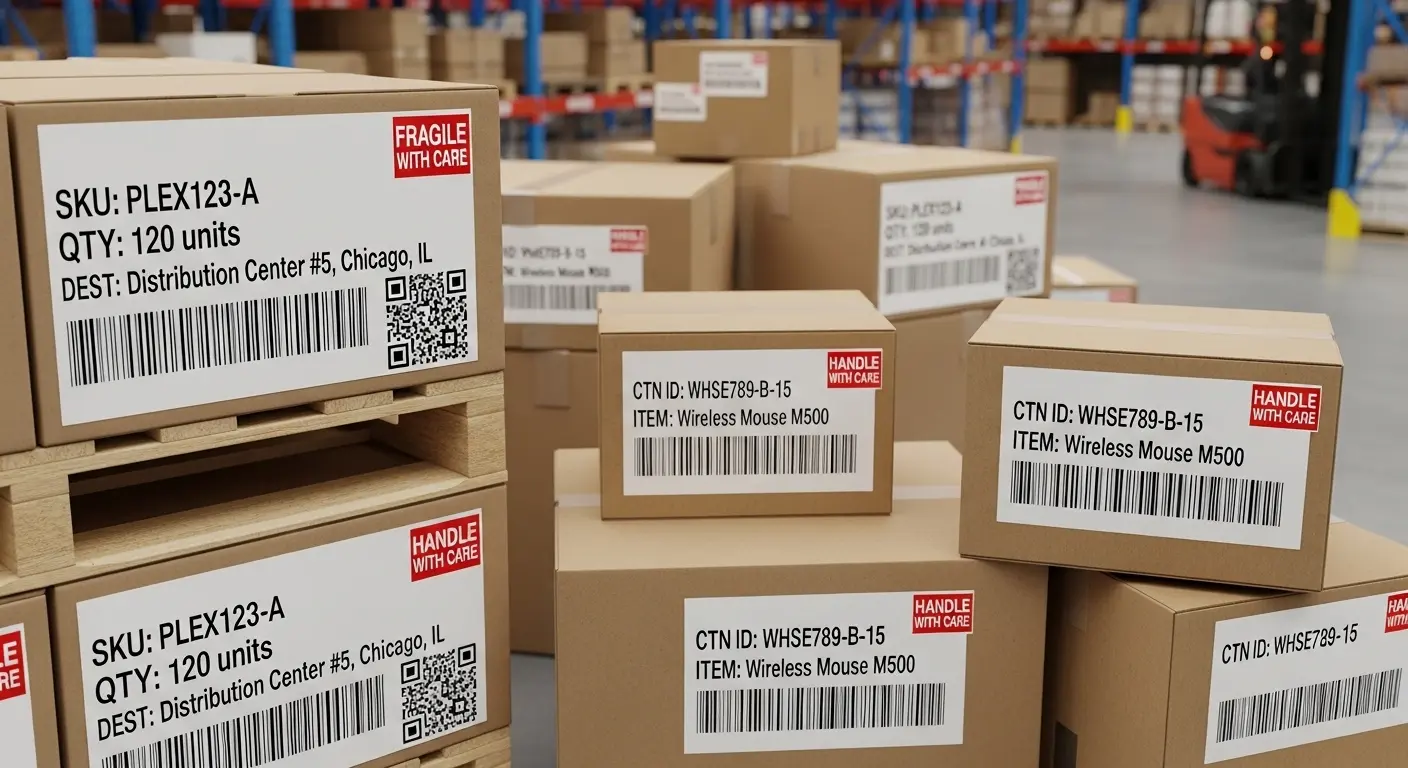 FRAGILE
WITH CARE
SKU: PLEX123-A
QTY: 120 units
DEST: Distribution Center #5, Chicago, IL
HANDLE
WITH CARE
SKU: PLEX123-A
QTY: 120 units
DEST: Distribution Center #5, Chicago, IL
HANDLE
WITH CARE
CTN ID: WHSE789-B-15
ITEM: Wireless Mouse M500
HANDLE
WITH CARE
CTN ID: WHSE789-B-15
ITEM: Wireless Mouse M500
HANDLE
WITH CARE
CTN ID: WHSE789-B-15
ITEM: Wireless Mouse M500
CTN ID: WHSE789-15